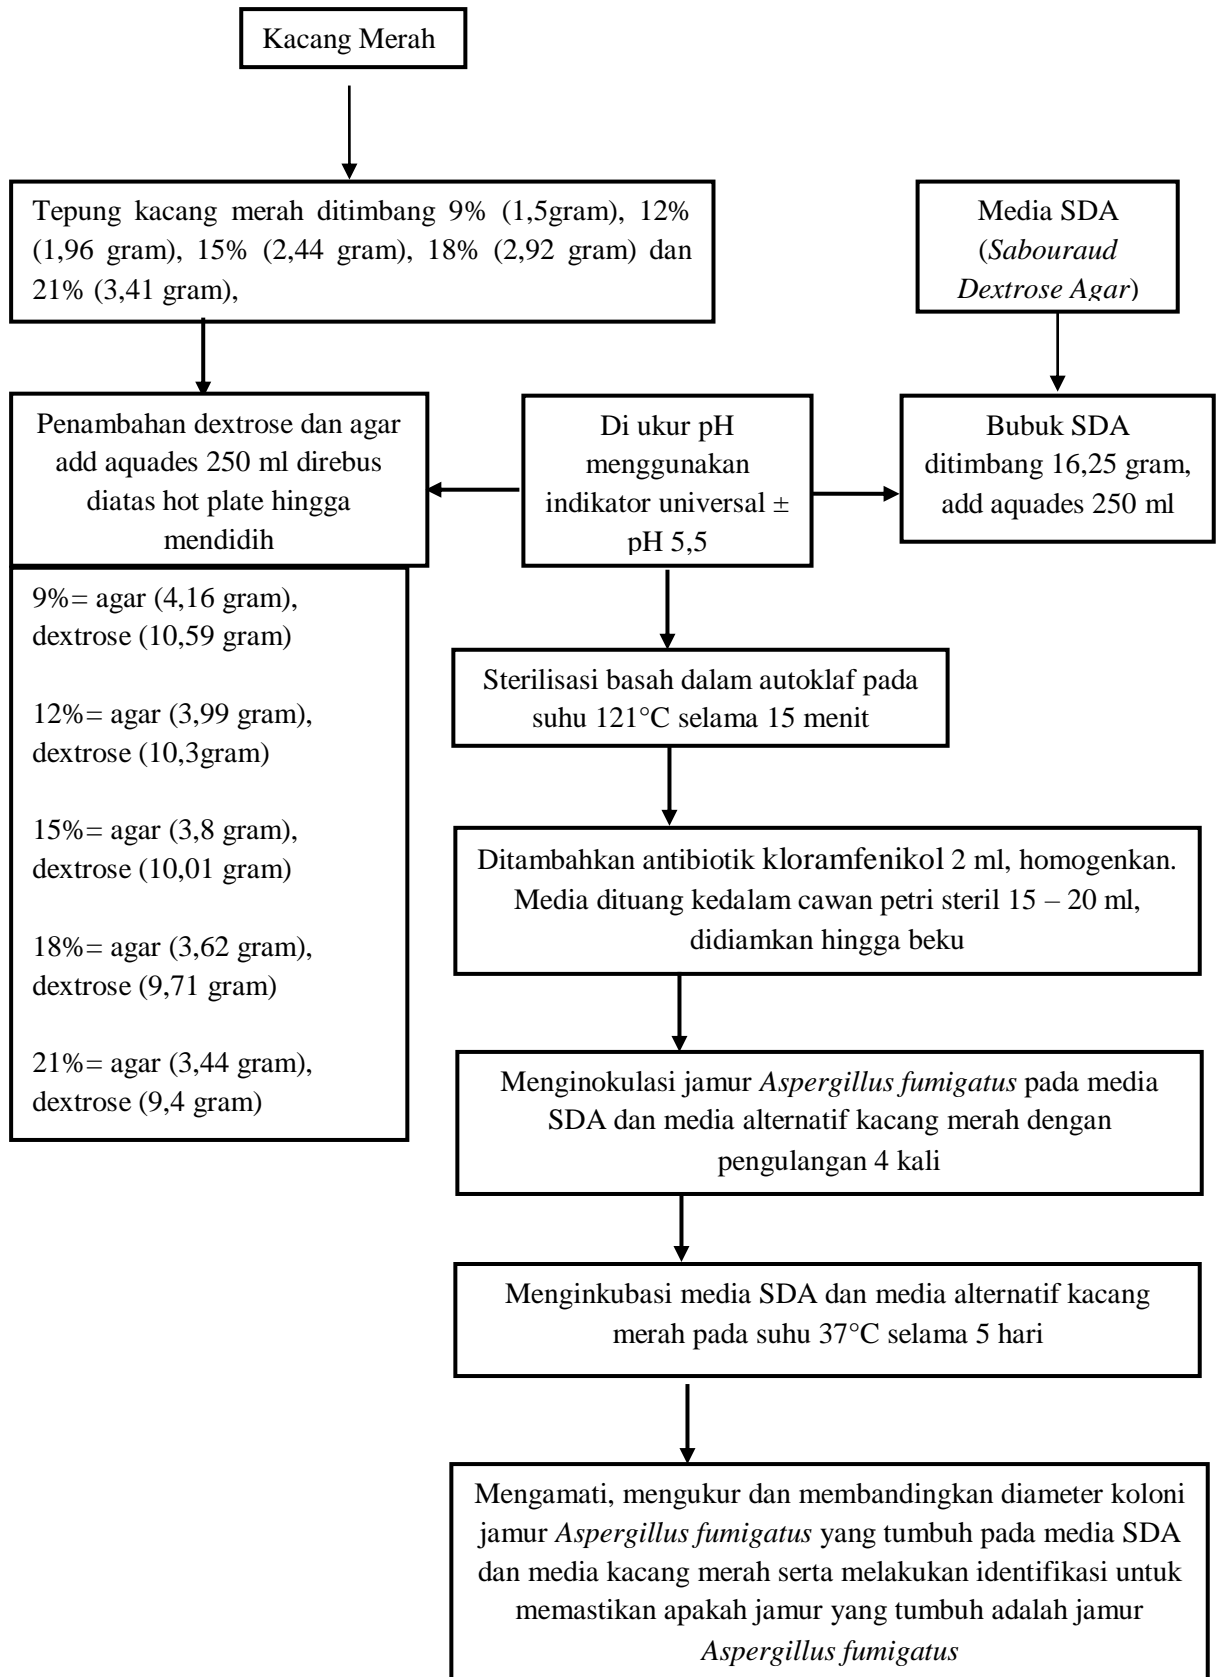 Kacang Merah
Tepung kacang merah ditimbang 9% (1,5gram), 12%
(1,96 gram), 15% (2,44 gram), 18% (2,92 gram) dan
21% (3,41 gram),
Media SDA
(Sabouraud
Dextrose Agar)
Penambahan dextrose dan agar
add aquades 250 ml direbus
diatas hot plate hingga
mendidih
Di ukur pH
menggunakan
indikator universal ±
pH 5,5
Bubuk SDA
ditimbang 16,25 gram,
add aquades 250 ml
9%= agar (4,16 gram),
dextrose (10,59 gram)
12%= agar (3,99 gram),
dextrose (10,3gram)
15%= agar (3,8 gram),
dextrose (10,01 gram)
18%= agar (3,62 gram),
dextrose (9,71 gram)
21%= agar (3,44 gram),
dextrose (9,4 gram)
Sterilisasi basah dalam autoklaf pada
suhu 121°C selama 15 menit
Ditambahkan antibiotik kloramfenikol 2 ml, homogenkan.
Media dituang kedalam cawan petri steril 15 – 20 ml,
didiamkan hingga beku
Menginokulasi jamur Aspergillus fumigatus pada media
SDA dan media alternatif kacang merah dengan
pengulangan 4 kali
Menginkubasi media SDA dan media alternatif kacang
merah pada suhu 37°C selama 5 hari
Mengamati, mengukur dan membandingkan diameter koloni
jamur Aspergillus fumigatus yang tumbuh pada media SDA
dan media kacang merah serta melakukan identifikasi untuk
memastikan apakah jamur yang tumbuh adalah jamur
Aspergillus fumigatus